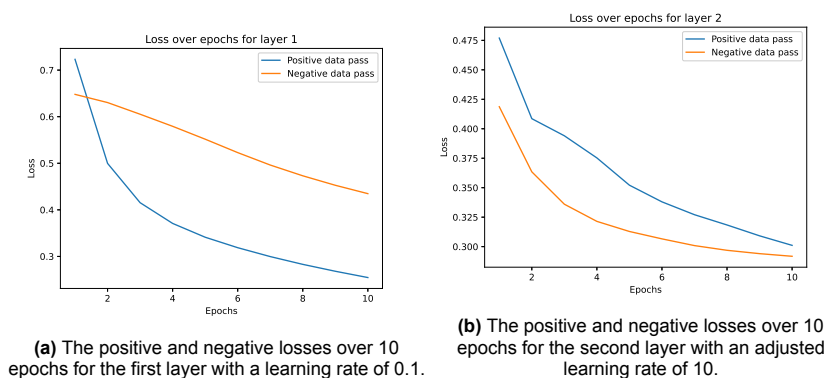 Loss over epochs for layer 1
Positive data pass
Negative data pass
0.7
0.6
0.5
0.4
0.3
Loss
2
4
6
8
10
Epochs
(a) The positive and negative losses over 10
epochs for the first layer with a learning rate of 0.1.
Loss over epochs for layer 2
Positive data pass
Negative data pass
0.475
0.450
0.425
0.400
0.375
0.350
0.325
0.300
Loss
2
4
6
8
10
Epochs
(b) The positive and negative losses over 10
epochs for the second layer with an adjusted
learning rate of 10.